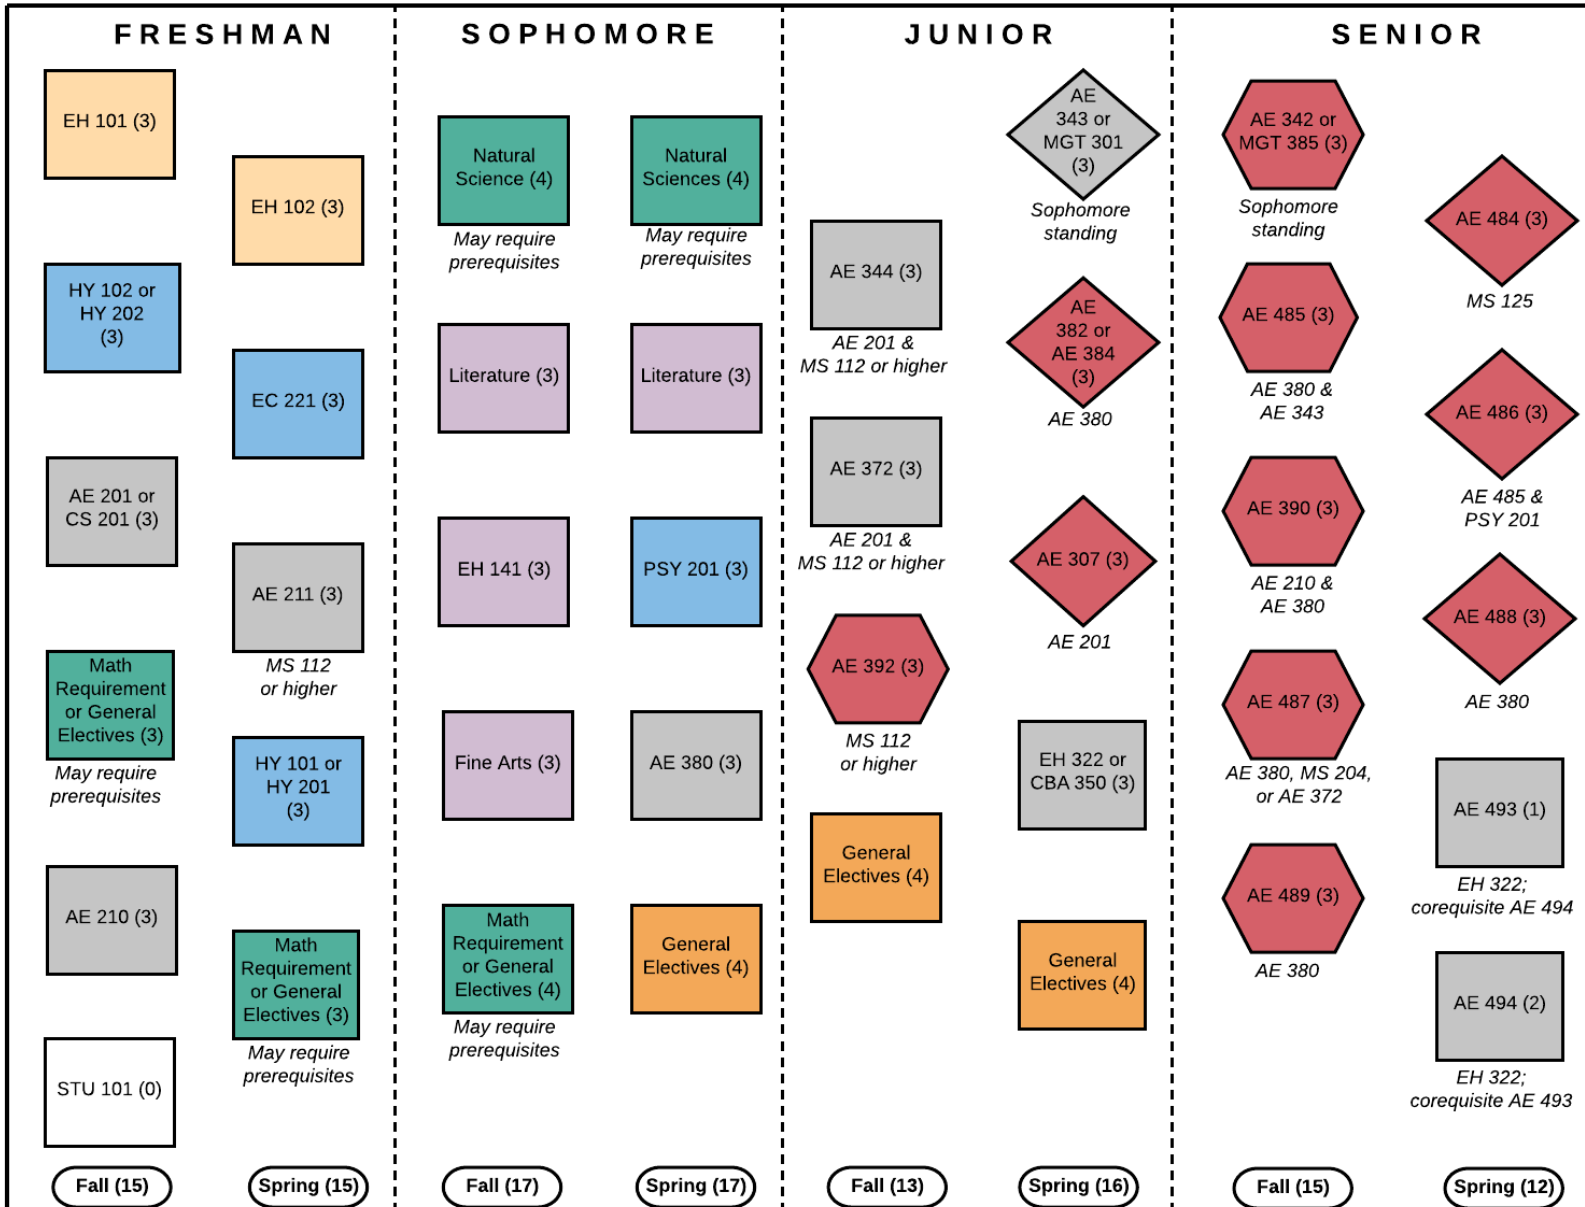 FRESHMAN
EH 101 (3)
HY 102 or
HY 202
(3)
AE 201 or
CS 201 (3)
Math
Requirement
or General
Electives (3)
May require
prerequisites
AE 210 (3)
STU 101 (0)
Fall (15)
EH 102 (3)
EC 221 (3)
AE 211 (3)
MS 112
or higher
HY 101 or
HY 201
(3)
Math
Requirement
or General
Electives (3)
May require
prerequisites
Spring (15)
SOPHOMORE
Natural
Science (4)
May require
prerequisites
Literature (3)
EH 141 (3)
Fine Arts (3)
Math
Requirement
or General
Electives (4)
May require
prerequisites
Fall (17)
Natural
Sciences (4)
May require
prerequisites
Literature (3)
PSY 201 (3)
AE 380 (3)
General
Electives (4)
Spring (17)
JUNIOR
AE 344 (3)
AE 201 &
MS 112 or higher
AE 372 (3)
AE 201 &
MS 112 or higher
AE 392 (3)
MS 112
or higher
General
Electives (4)
Fall (13)
AE
343 or
MGT 301
(3)
Sophomore
standing
AE
382 or
AE 384
(3)
AE 380
AE 307 (3)
AE 201
EH 322 or
CBA 350 (3)
General
Electives (4)
Spring (16)
SENIOR
AE 342 or
MGT 385 (3)
Sophomore
standing
AE 485 (3)
AE 380 &
AE 343
AE 390 (3)
AE 210 &
AE 380
AE 487 (3)
AE 380, MS 204,
or AE 372
AE 489 (3)
AE 380
Fall (15)
AE 484 (3)
MS 125
AE 486 (3)
AE 485 &
PSY 201
AE 488 (3)
AE 380
AE 493 (1)
EH 322;
corequisite AE 494
AE 494 (2)
EH 322;
corequisite AE 493
Spring (12)